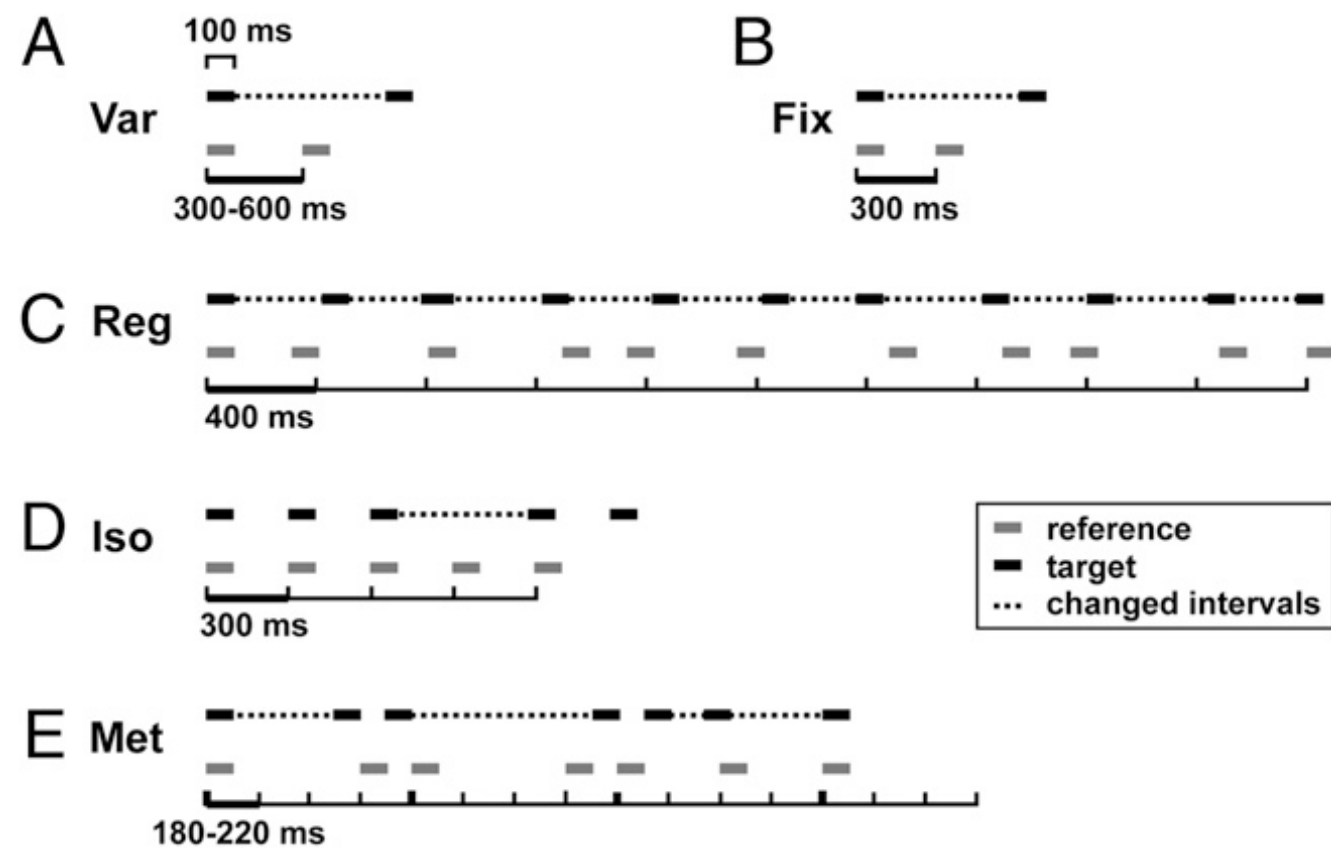 A
100 ms
Var
300-600 ms
B
Fix
300 ms
C Reg
400 ms
D Iso
300 ms
reference
target
changed intervals
E Met
180-220 ms